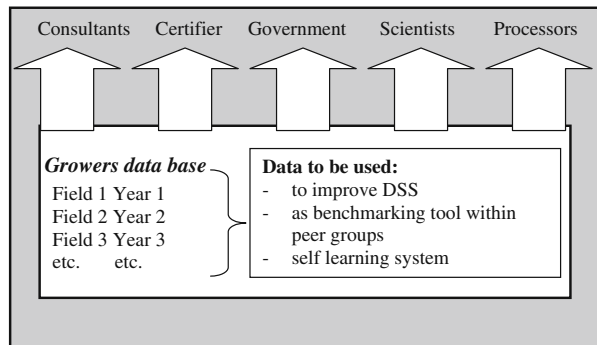 Consultants Certifier Government Scientists Processors
Growers data base
Field 1 Year 1
Field 2 Year 2
Field 3 Year 3
etc. etc.
Data to be used:
- to improve DSS
- as benchmarking tool within
peer groups
- self learning system